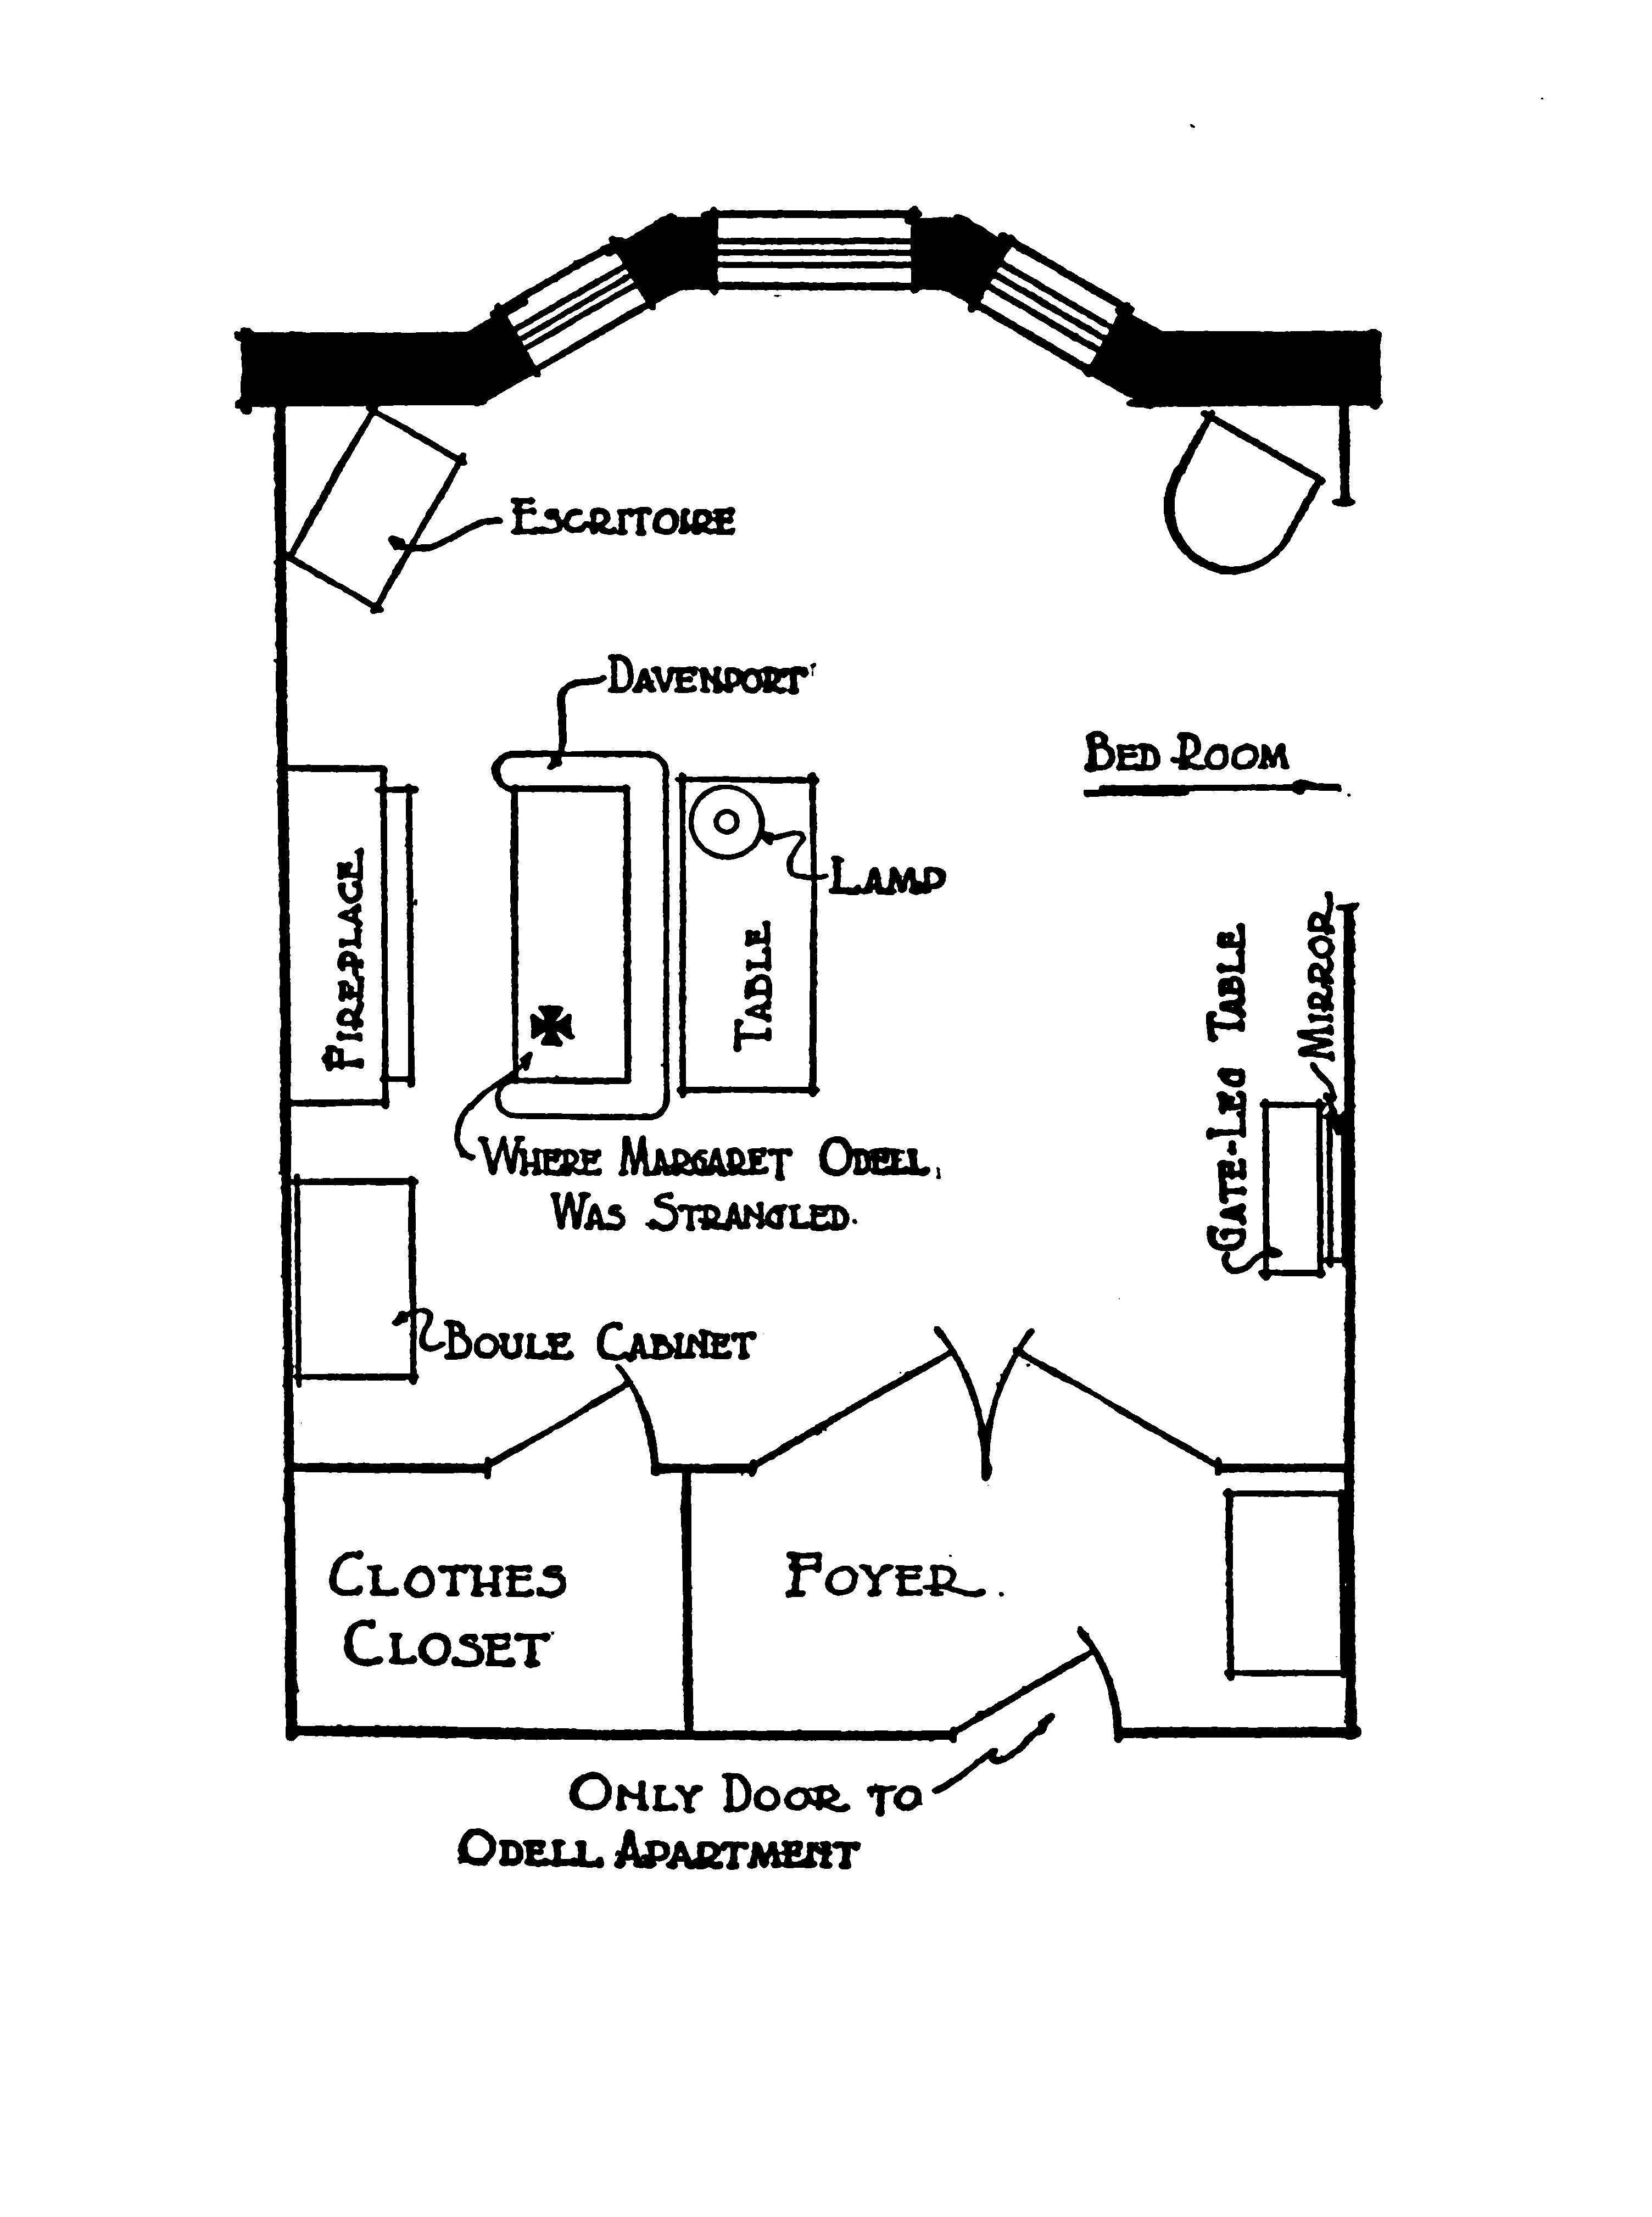 Escritoire
Davenport
Bed Room
Lamp
Fireplace
Table
Gate-Leg Table
Mirror
Where Margaret Odell
Was Strangled.
Boule Cabinet
Clothes
Closet
Foyer.
Only Door to
Odell Apartment